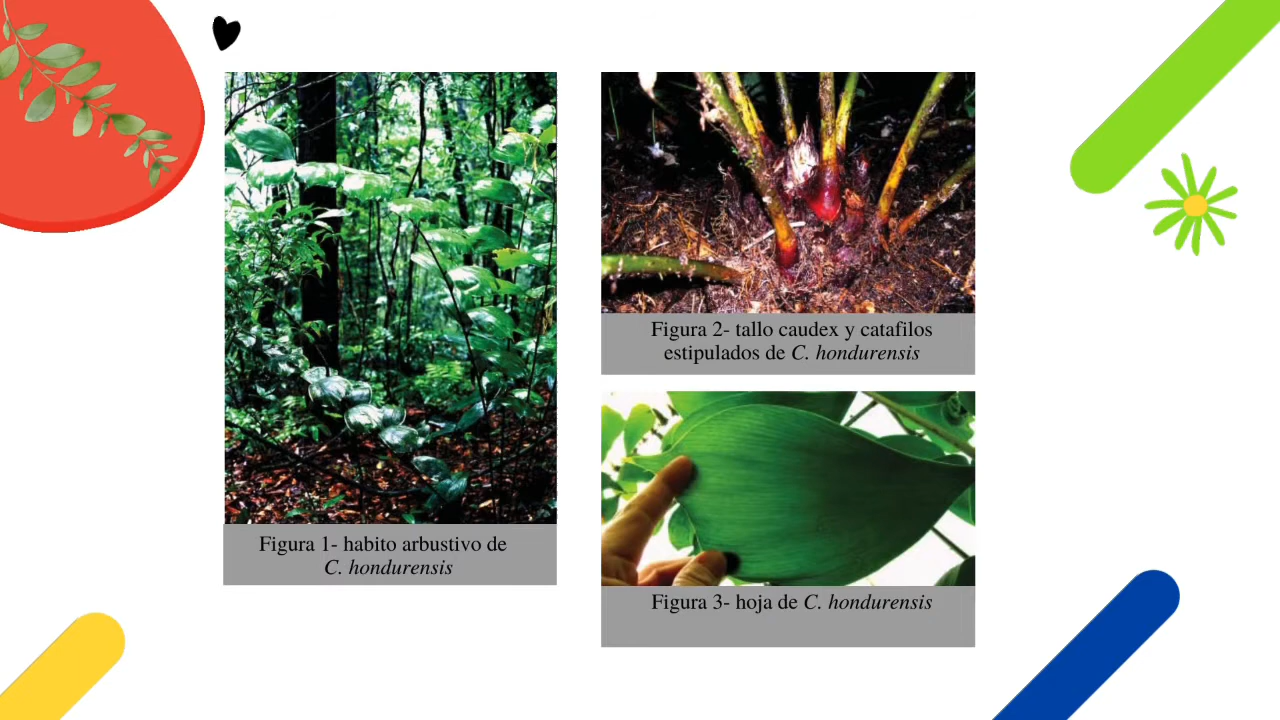 Figura 1- habito arbustivo de
C. hondurensis
Figura 2- tallo caudex y catafilos
estipulados de C. hondurensis
Figura 3- hoja de C. hondurensis